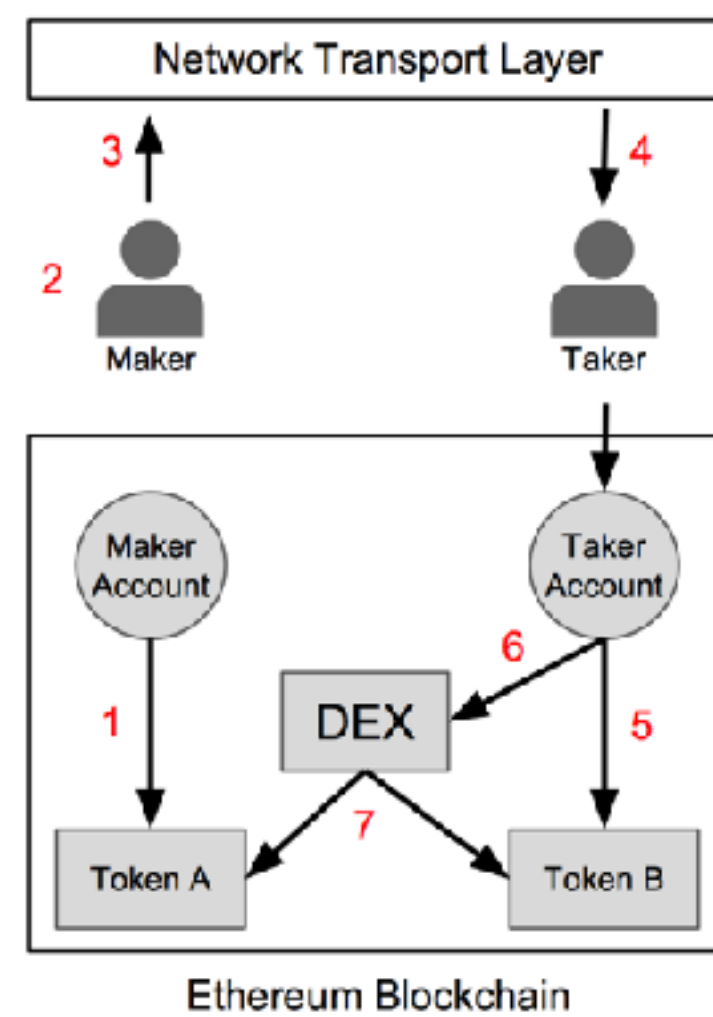 Network Transport Layer
3
4
2
Maker
Taker
Maker
Account
Taker
Account
6
1
DEX
5
7
Token A
Token B
Ethereum Blockchain